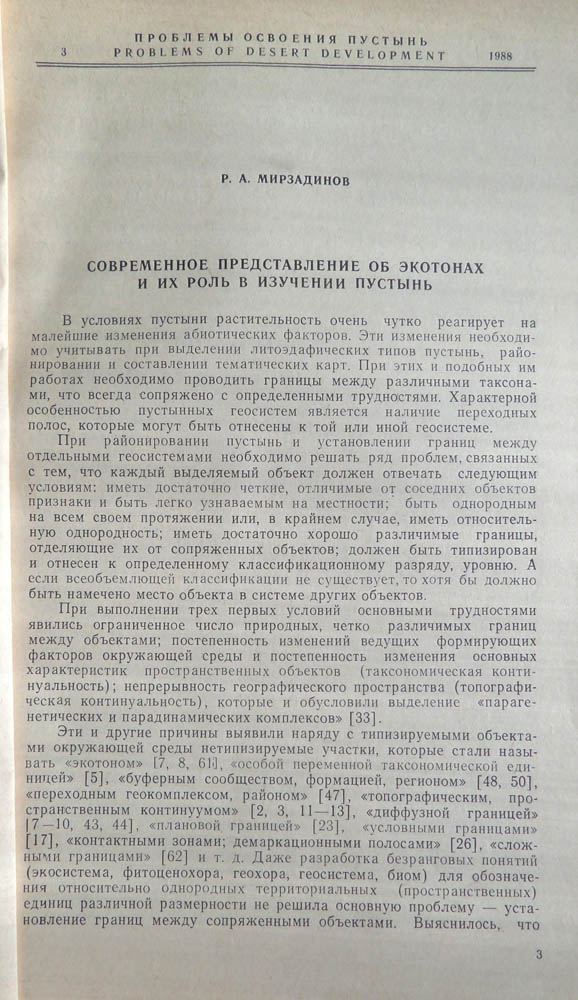 ПРОБЛЕМЫ ОСВОЕНИЯ ПУСТЫНЬ
3 PROBLEMS OF DESERT DEVELOPMENT 1988
Р. А. МИРЗАДИНОВ
СОВРЕМЕННОЕ ПРЕДСТАВЛЕНИЕ ОБ ЭКОТОНАХ
И ИХ РОЛЬ В ИЗУЧЕНИИ ПУСТЫНЬ
В условиях пустыни растительность очень чутко реагирует на
малейшие изменения абиотических факторов. Эти изменения необходи-
мо учитывать при выделении литоэдафических типов пустынь, райо-
нировании и составлении тематических карт. При этих и подобных им
работах необходимо проводить границы между различными таксона-
ми, что всегда сопряжено с определенными трудностями. Характерной
особенностью пустынных геосистем является наличие переходных
полос, которые могут быть отнесены к той или иной геосистеме.
При районировании пустынь и установлении границ между
отдельными геосистемами необходимо решать ряд проблем, связанных
с тем, что каждый выделяемый объект должен отвечать следующим
условиям: иметь достаточно четкие, отличимые от соседних объектов
признаки и быть легко узнаваемым на местности; быть однородным
на всем своем протяжении или, в крайнем случае, иметь относитель-
ную однородность; иметь достаточно хорошо различимые границы,
отделяющие их от сопряженных объектов; должен быть типизирован
и отнесен к определенному классификационному разряду, уровню. А
если всеобъемлющей классификации не существует, то хотя бы должно
быть намечено место объекта в системе других объектов.
При выполнении трех первых условий основными трудностями
явились ограниченное число природных, четко различимых границ
между объектами; постепенность изменений ведущих формирующих
факторов окружающей среды и постепенность изменения основных
характеристик пространственных объектов (таксономическая конти-
нуальность); непрерывность географического пространства (топографи-
ческая континуальность), которые и обусловили выделение «параге-
нетических и парадинамических комплексов» [33].
Эти и другие причины выявили наряду с типизируемыми объекта-
ми окружающей среды нетипизируемые участки, которые стали назы-
вать «экотоном» [7, 8, 61], «особой переменной таксономической еди-
ницей» [5], «буферным сообществом, формацией, регионом» [48, 50],
«переходным геокомплексом, районом» [47], «топографическим, про-
странственным континуумом» [2, 3, 11—13], «диффузной границей»
[7—10, 43, 44], «плановой границей» [23], «условными границами»
[17], «контактными зонами; демаркационными полосами» [26], «слож-
ными границами» [62] и т. д. Даже разработка безранговых понятий
(экосистема, фитоценохора, геохора, геосистема, биом) для обозначе-
ния относительно однородных территориальных (пространственных)
единиц различной размерности не решила основную проблему — уста-
новление границ между сопряженными объектами. Выяснилось, что
3